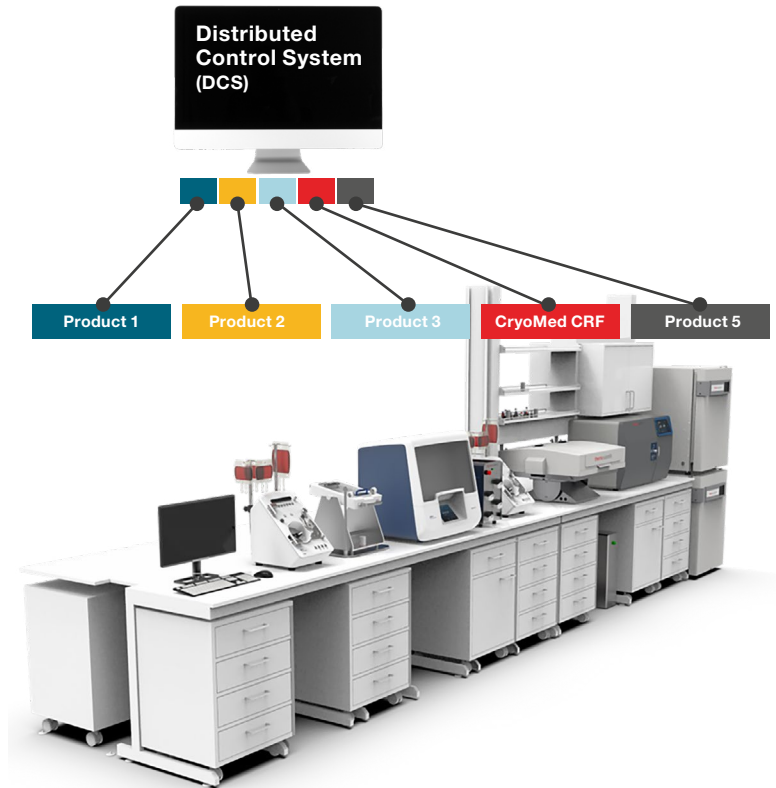 Distributed
Control System
(DCS)
Product 1
Product 2
Product 3
CryoMed CRF
Product 5